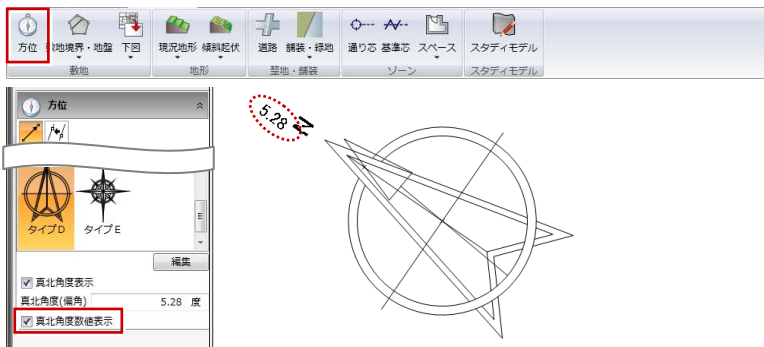 方位 敷地境界・地盤 下図 現況地形 傾斜起伏 道路 舗装・緑地 通り芯 基準芯 スペース スタディモデル
敷地 地形 整地・舗装 ゾーン スタディモデル
方位
タイプD タイプE
編集
真北角度表示
真北角度(偏角) 5.28 度
真北角度数値表示
5.28 N